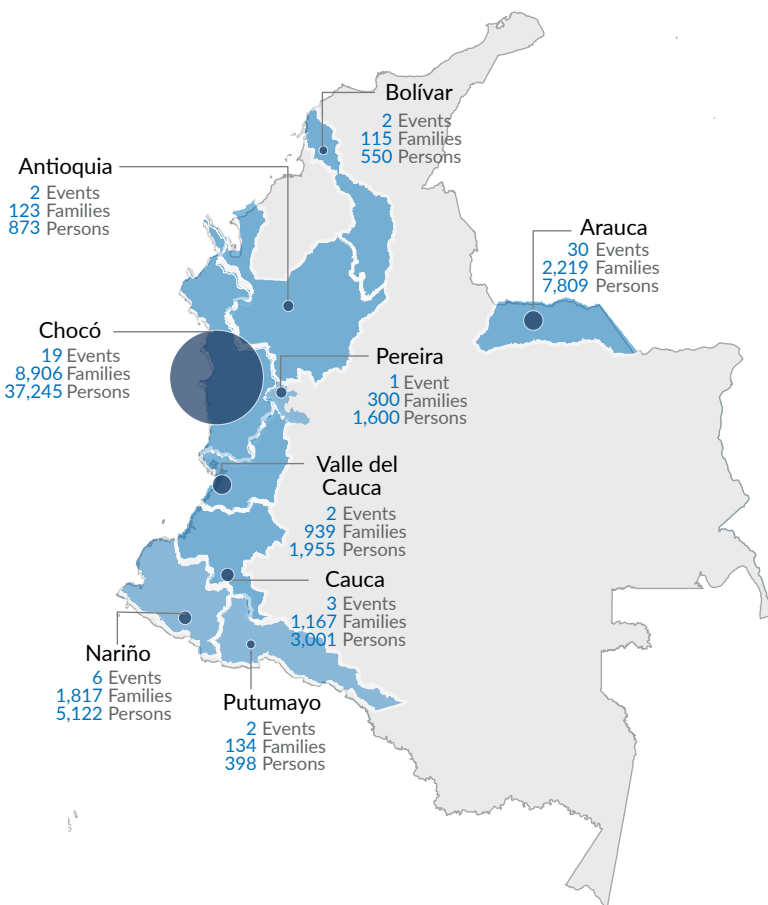 Bolívar
2 Events
115 Families
550 Persons
Antioquia
2 Events
123 Families
873 Persons
Arauca
30 Events
2,219 Families
7,809 Persons
Chocó
19 Events
8,906 Families
37,245 Persons
Pereira
1 Event
300 Families
1,600 Persons
Valle del
Cauca
2 Events
939 Families
1,955 Persons
Cauca
3 Events
1,167 Families
3,001 Persons
Nariño
6 Events
1,817 Families
5,122 Persons
Putumayo
2 Events
134 Families
398 Persons